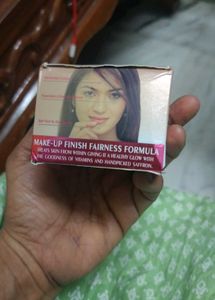 MAKE-UP FINISH FAIRNESS FORMULA
TREATS SKIN FROM WITHIN GIVING IT A HEALTHY GLOW WITH
THE GOODNESS OF VITAMINS AND HANDPICKED SAFFRON.